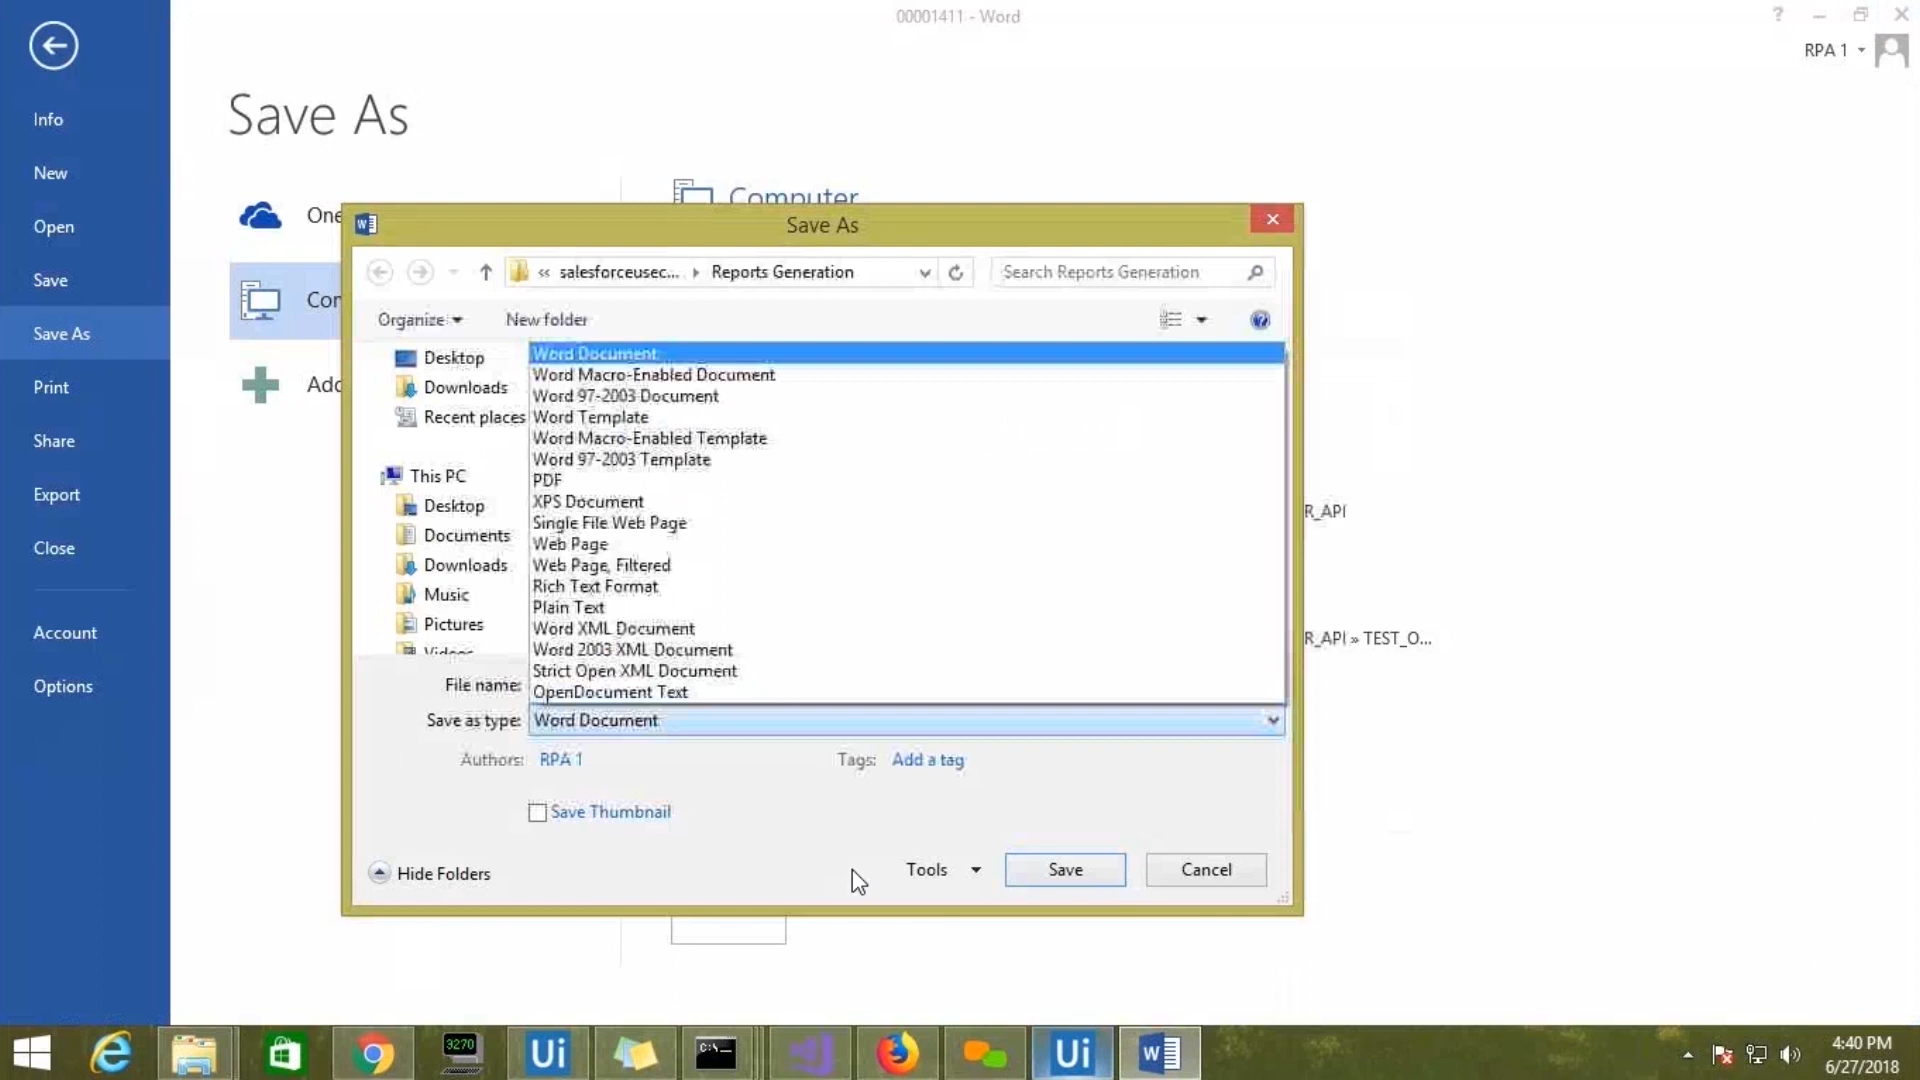 00001411 - Word
?
RPA 1
Info
New
Open
Save
Save As
Print
Share
Export
Close
Account
Options
Save As
One
Com
Add
Computer
R_API
R_API » TEST_O...
Save As
« salesforceusec... Reports Generation
Search Reports Generation
Organize
New folder
Desktop
Downloads
Recent places
This PC
Desktop
Documents
Downloads
Music
Pictures
Videos
Word Document
Word Macro-Enabled Document
Word 97-2003 Document
Word Template
Word Macro-Enabled Template
Word 97-2003 Template
PDF
XPS Document
Single File Web Page
Web Page
Web Page, Filtered
Rich Text Format
Plain Text
Word XML Document
Word 2003 XML Document
Strict Open XML Document
OpenDocument Text
File name:
Save as type: Word Document
Authors: RPA 1
Tags: Add a tag
Save Thumbnail
Hide Folders
Tools
Save
Cancel
3270
Ui
C:\
Ui
W
4:40 PM
6/27/2018